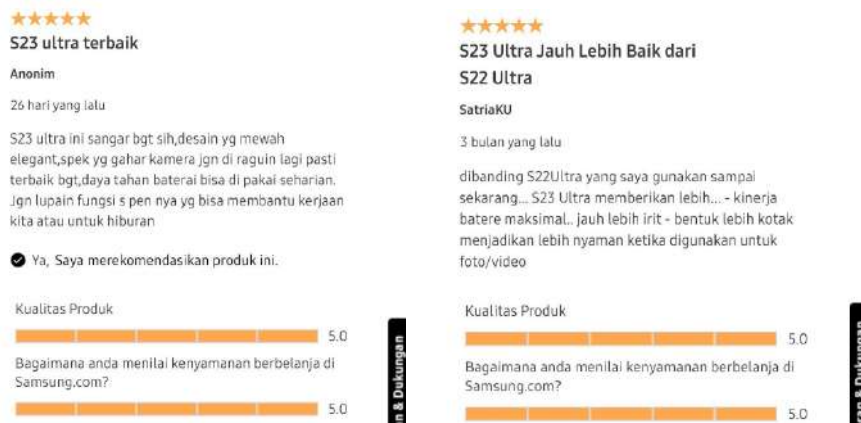 S23 ultra terbaik
Anonim
26 hari yang lalu
S23 ultra ini sangar bgt sih,desain yg mewah
elegant,spek yg gahar kamera jgn di raguin lagi pasti
terbaik bgt,daya tahan baterai bisa di pakai seharian.
Jgn lupain fungsi s pen nya yg bisa membantu kerjaan
kita atau untuk hiburan
Ya, Saya merekomendasikan produk ini.
Kualitas Produk
5.0
Bagaimana anda menilai kenyamanan berbelanja di
Samsung.com?
5.0
n & Dukungan
S23 Ultra Jauh Lebih Baik dari
S22 Ultra
SatriaKU
3 bulan yang lalu
dibanding S22Ultra yang saya gunakan sampai
sekarang... S23 Ultra memberikan lebih... - kinerja
batere maksimal.. jauh lebih irit - bentuk lebih kotak
menjadikan lebih nyaman ketika digunakan untuk
foto/video
Kualitas Produk
5.0
Bagaimana anda menilai kenyamanan berbelanja di
Samsung.com?
5.0